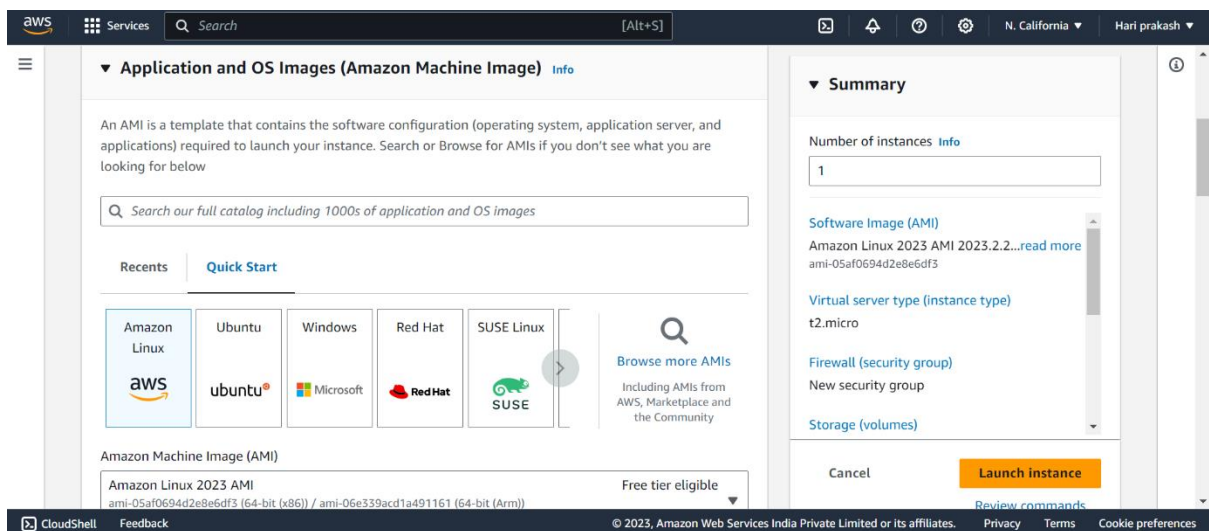 aws
Services
Search
[Alt+S]
N. California ▼
Hari prakash ▼
▼ Application and OS Images (Amazon Machine Image) Info
An AMI is a template that contains the software configuration (operating system, application server, and
applications) required to launch your instance. Search or Browse for AMIs if you don't see what you are
looking for below
Search our full catalog including 1000s of application and OS images
Recents
Quick Start
Amazon
Linux
aws
Ubuntu
ubuntu®
Windows
Microsoft
Red Hat
Red Hat
SUSE Linux
SUSE
Browse more AMIs
Including AMIs from
AWS, Marketplace and
the Community
Amazon Machine Image (AMI)
Amazon Linux 2023 AMI
Free tier eligible
ami-05af0694d2e8e6df3 (64-bit (x86)) / ami-06e339acd1a491161 (64-bit (Arm))
▼ Summary
Number of instances Info
1
Software Image (AMI)
Amazon Linux 2023 AMI 2023.2.2...read more
ami-05af0694d2e8e6df3
Virtual server type (instance type)
t2.micro
Firewall (security group)
New security group
Storage (volumes)
Cancel
Launch instance
Review commands
CloudShell
Feedback
© 2023, Amazon Web Services India Private Limited or its affiliates.
Privacy
Terms
Cookie preferences